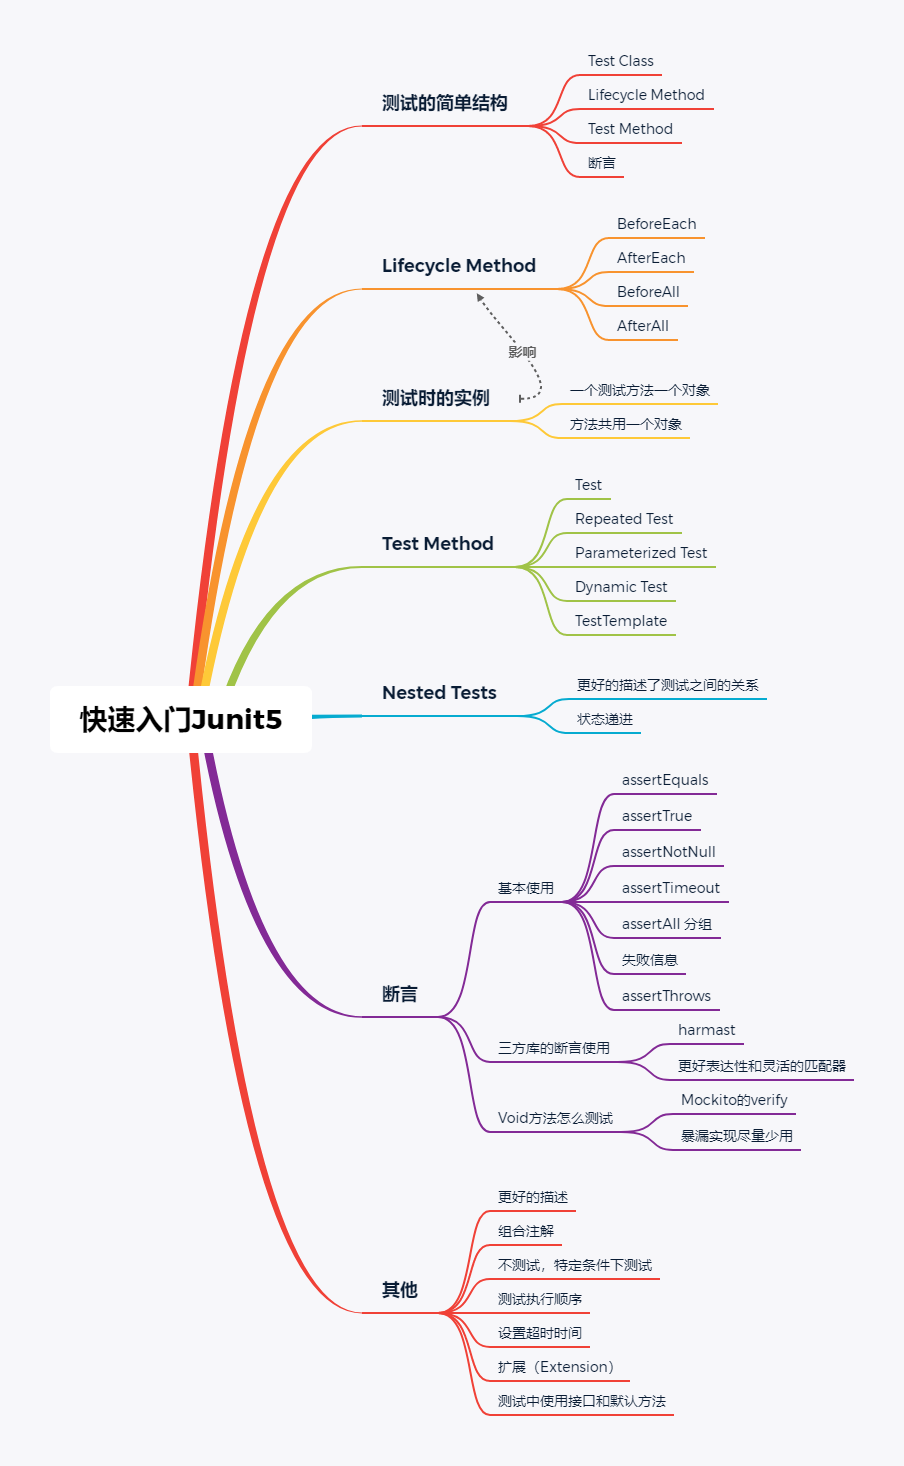 快速入门Junit5
测试的简单结构
Test Class
Lifecycle Method
Test Method
断言
Lifecycle Method
BeforeEach
AfterEach
BeforeAll
AfterAll
影响
测试时的实例
一个测试方法一个对象
方法共用一个对象
Test Method
Test
Repeated Test
Parameterized Test
Dynamic Test
TestTemplate
Nested Tests
更好的描述了测试之间的关系
状态递进
断言
基本使用
assertEquals
assertTrue
assertNotNull
assertTimeout
assertAll 分组
失败信息
assertThrows
三方库的断言使用
harmast
更好表达性和灵活的匹配器
Void方法怎么测试
Mockito的verify
暴漏实现尽量少用
其他
更好的描述
组合注解
不测试，特定条件下测试
测试执行顺序
设置超时时间
扩展（Extension）
测试中使用接口和默认方法